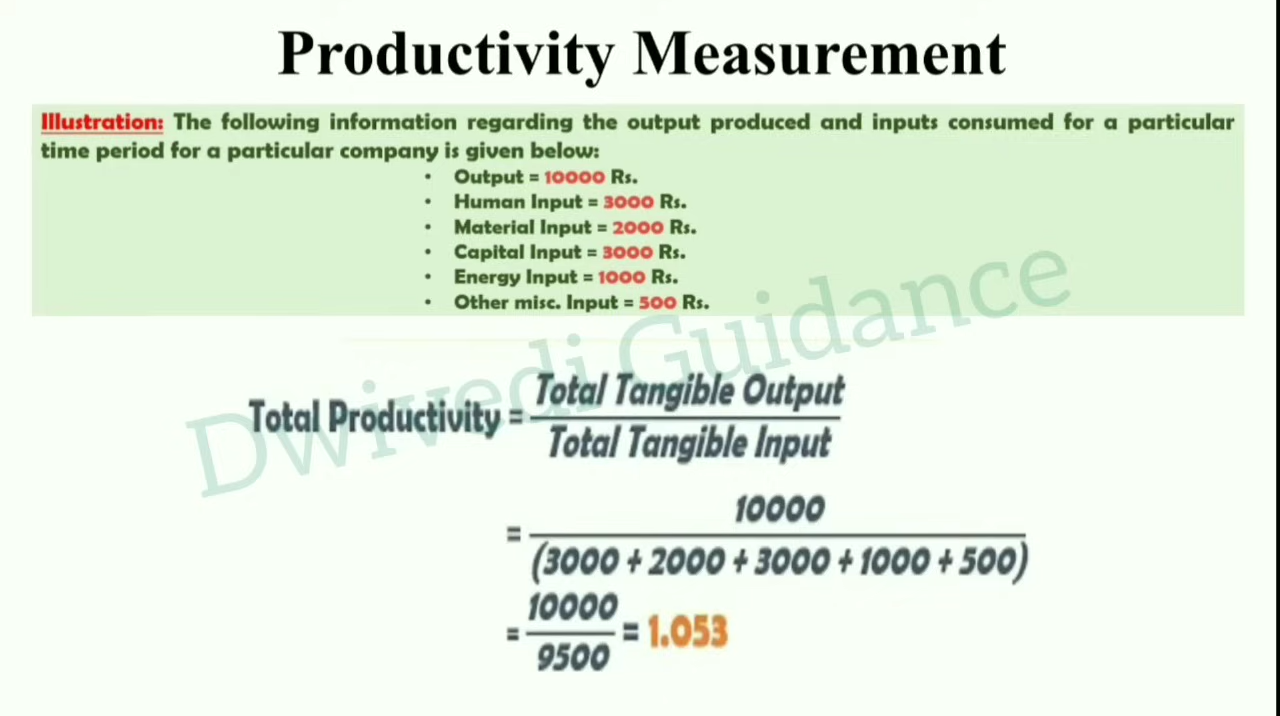 Productivity Measurement
Illustration: The following information regarding the output produced and inputs consumed for a particular
time period for a particular company is given below:
• Output = 10000 Rs.
• Human Input = 3000 Rs.
• Material Input = 2000 Rs.
• Capital Input = 3000 Rs.
• Energy Input = 1000 Rs.
• Other misc. Input = 500 Rs.
Dwivedi Guidance
Total Productivity = Total Tangible Output
Total Tangible Input
= 10000
(3000 + 2000 + 3000 + 1000 + 500)
= 10000
9500 = 1.053